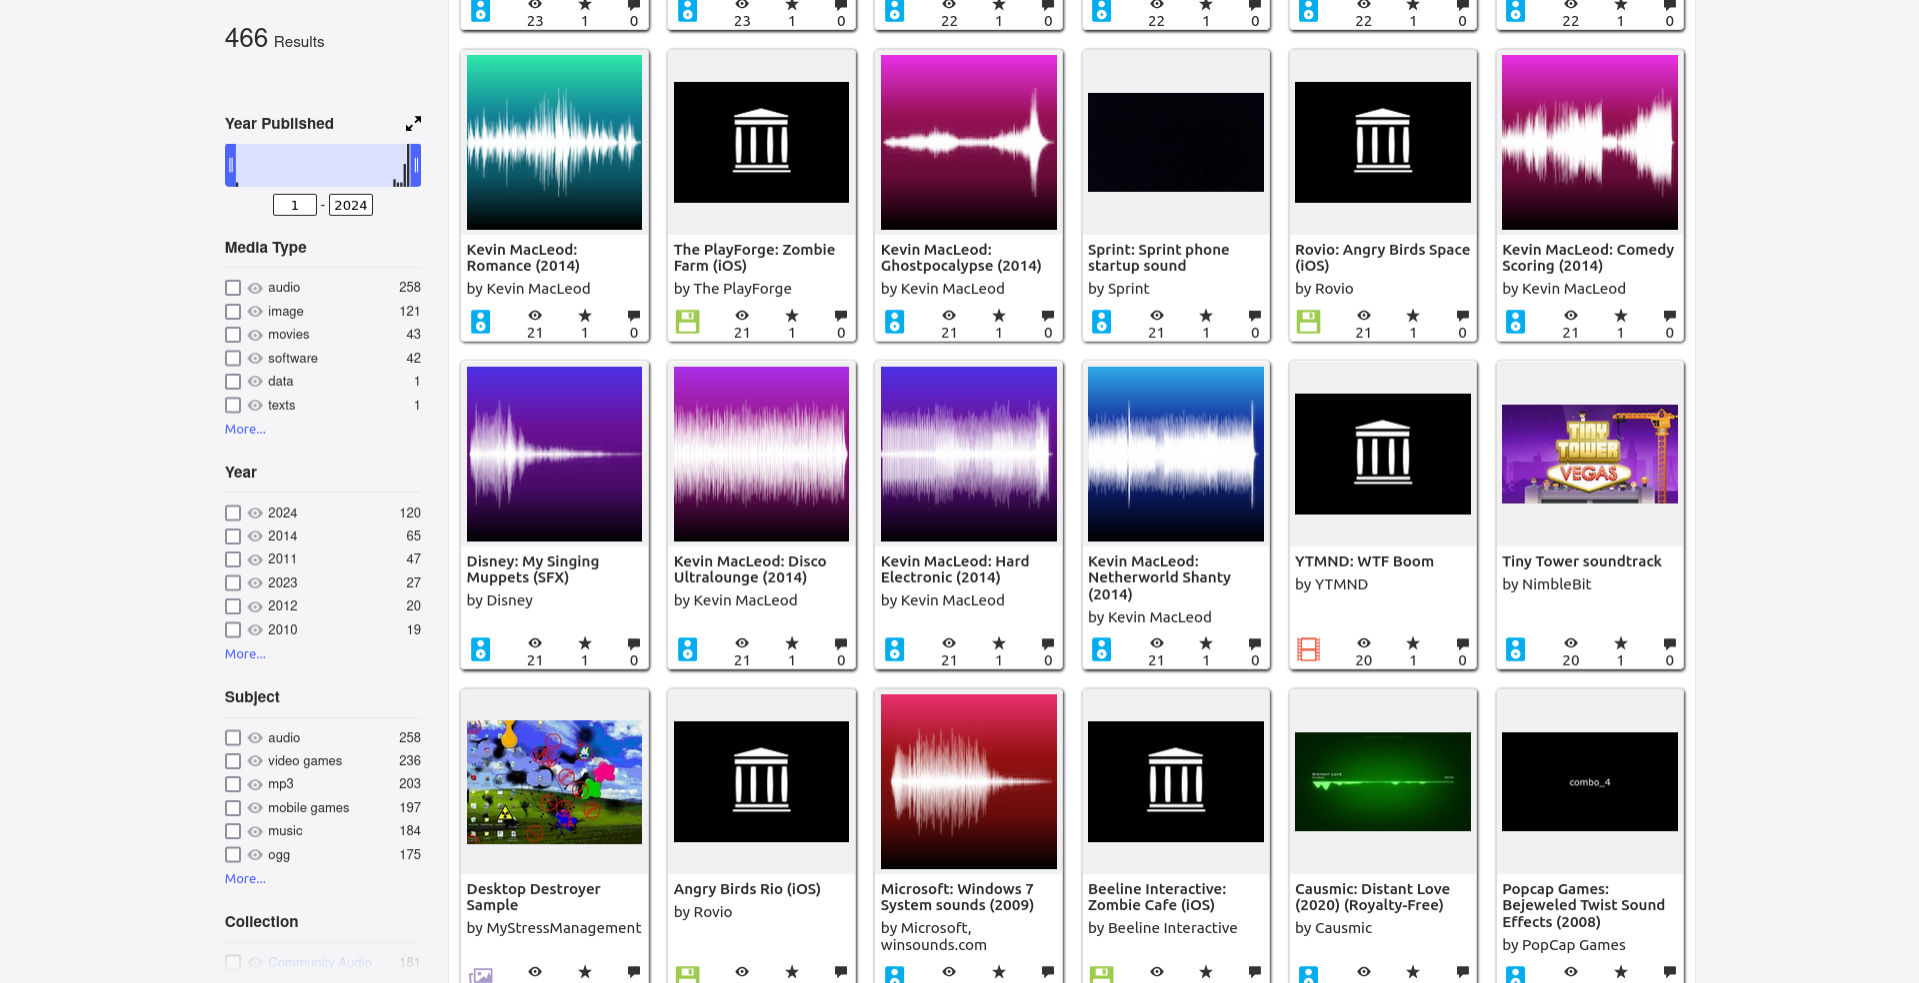 466 Results
Year Published
1 - 2024
Media Type
audio 258
image 121
movies 43
software 42
data 1
texts 1
More...
Year
2024 120
2014 65
2011 47
2023 27
2012 20
2010 19
More...
Subject
audio 258
video games 236
mp3 203
mobile games 197
music 184
ogg 175
More...
Collection
Community Audio 181
23 1 0
23 1 0
22 1 0
22 1 0
22 1 0
22 1 0
Kevin MacLeod:
Romance (2014)
by Kevin MacLeod
21 1 0
The PlayForge: Zombie
Farm (iOS)
by The PlayForge
21 1 0
Kevin MacLeod:
Ghostpocalypse (2014)
by Kevin MacLeod
21 1 0
Sprint: Sprint phone
startup sound
by Sprint
21 1 0
Rovio: Angry Birds Space
(iOS)
by Rovio
21 1 0
Kevin MacLeod: Comedy
Scoring (2014)
by Kevin MacLeod
21 1 0
Disney: My Singing
Muppets (SFX)
by Disney
21 1 0
Kevin MacLeod: Disco
Ultralounge (2014)
by Kevin MacLeod
21 1 0
Kevin MacLeod: Hard
Electronic (2014)
by Kevin MacLeod
21 1 0
Kevin MacLeod:
Netherworld Shanty
(2014)
by Kevin MacLeod
21 1 0
YTMND: WTF Boom
by YTMND
20 1 0
TINY
TOWER
VEGAS
Tiny Tower soundtrack
by NimbleBit
20 1 0
Desktop Destroyer
Sample
by MyStressManagement
Angry Birds Rio (iOS)
by Rovio
Microsoft: Windows 7
System sounds (2009)
by Microsoft,
winsounds.com
Beeline Interactive:
Zombie Cafe (iOS)
by Beeline Interactive
DISTANT LOVE
Causmic: Distant Love
(2020) (Royalty-Free)
by Causmic
combo_4
Popcap Games:
Bejeweled Twist Sound
Effects (2008)
by PopCap Games